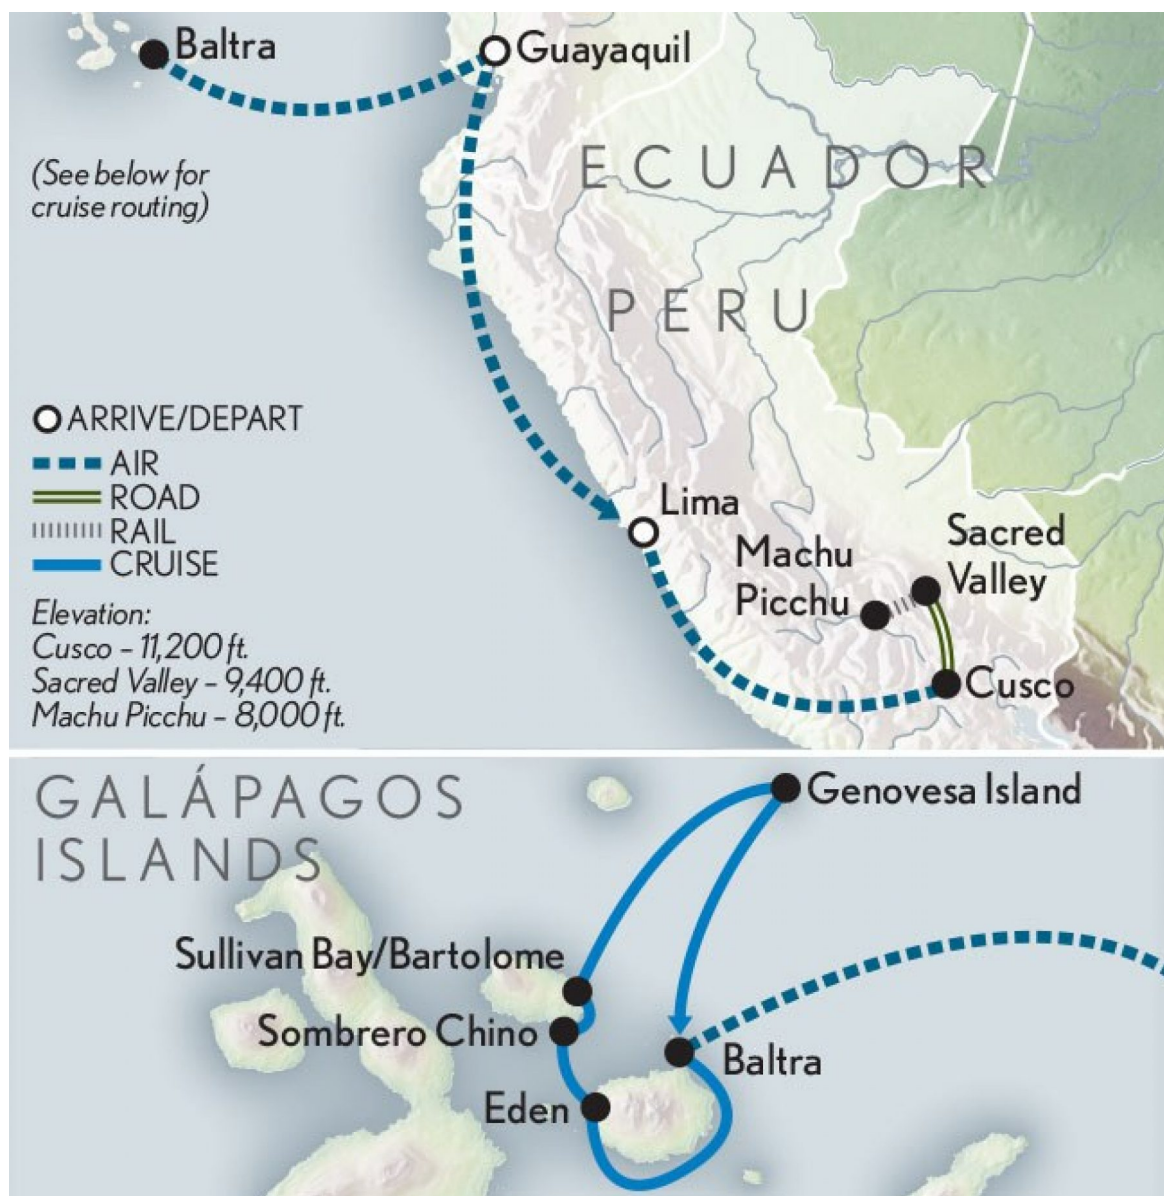 Baltra
Guayaquil
(See below for
cruise routing)
ECUADOR
PERU
ARRIVE/DEPART
AIR
ROAD
RAIL
CRUISE
Elevation:
Cusco – 11,200 ft.
Sacred Valley – 9,400 ft.
Machu Picchu – 8,000 ft.
Lima
Machu
Picchu
Sacred
Valley
Cusco
GALÁPAGOS
ISLANDS
Genovesa Island
Sullivan Bay/Bartolome
Sombrero Chino
Baltra
Eden